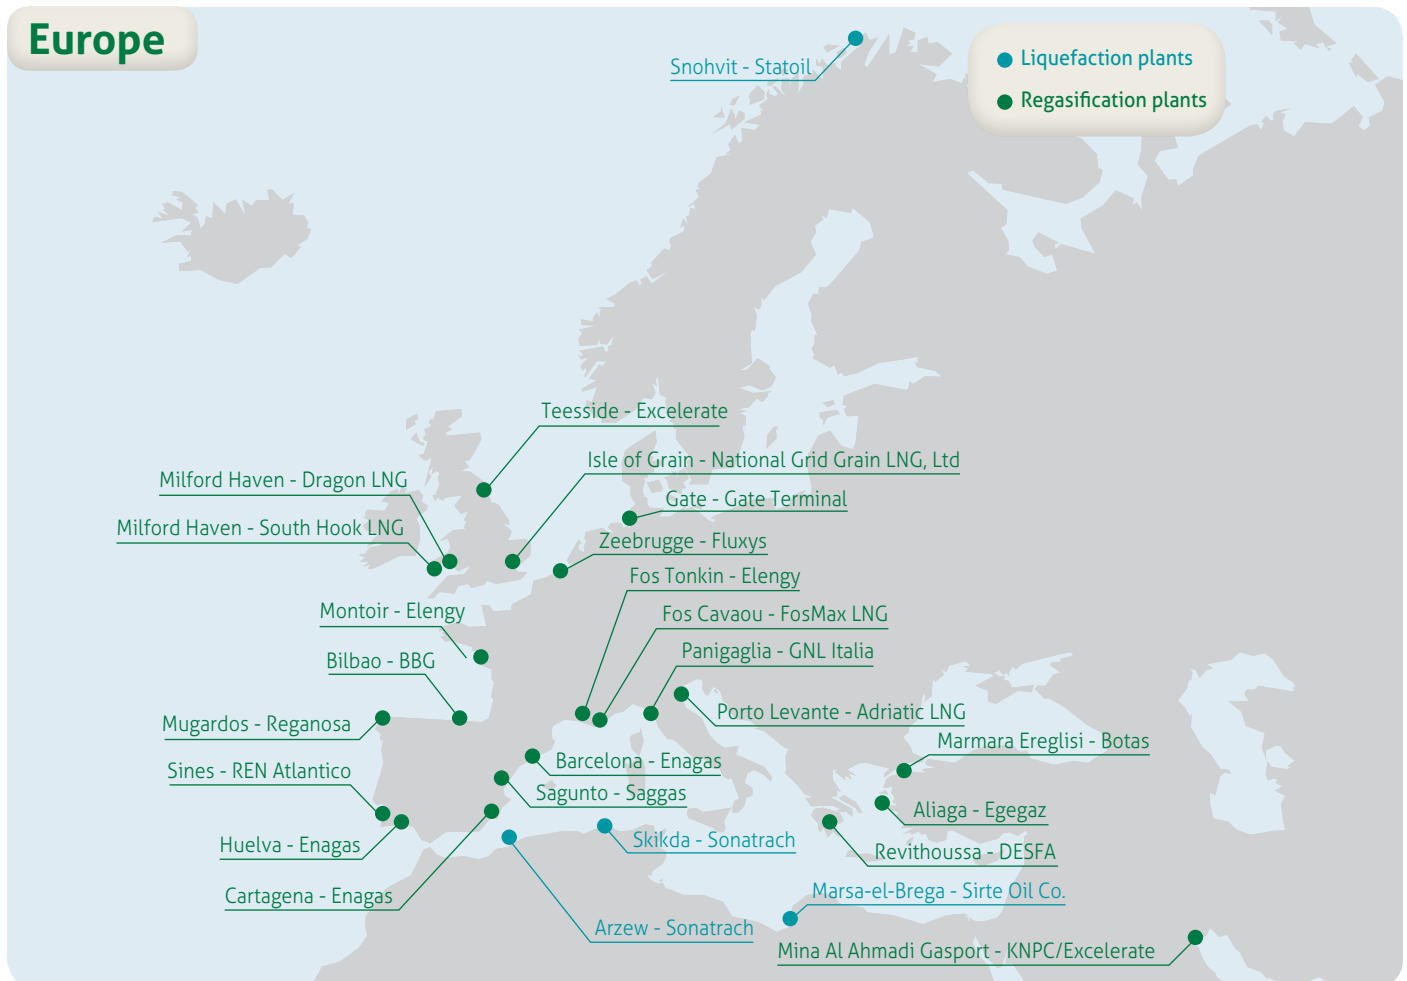 Europe
Snohvit - Statoil
Liquefaction plants
Regasification plants
Teesside - Excelerate
Isle of Grain - National Grid Grain LNG, Ltd
Milford Haven - Dragon LNG
Gate - Gate Terminal
Milford Haven - South Hook LNG
Zeebrugge - Fluxys
Fos Tonkin - Elengy
Montoir - Elengy
Fos Cavaou - FosMax LNG
Bilbao - BBG
Panigaglia - GNL Italia
Mugardos - Reganosa
Porto Levante - Adriatic LNG
Marmara Ereglisi - Botas
Sines - REN Atlantico
Barcelona - Enagas
Sagunto - Saggas
Aliaga - Egegaz
Huelva - Enagas
Skikda - Sonatrach
Revithoussa - DESFA
Cartagena - Enagas
Marsa-el-Brega - Sirte Oil Co.
Arzew - Sonatrach
Mina Al Ahmadi Gasport - KNPC/Excelerate